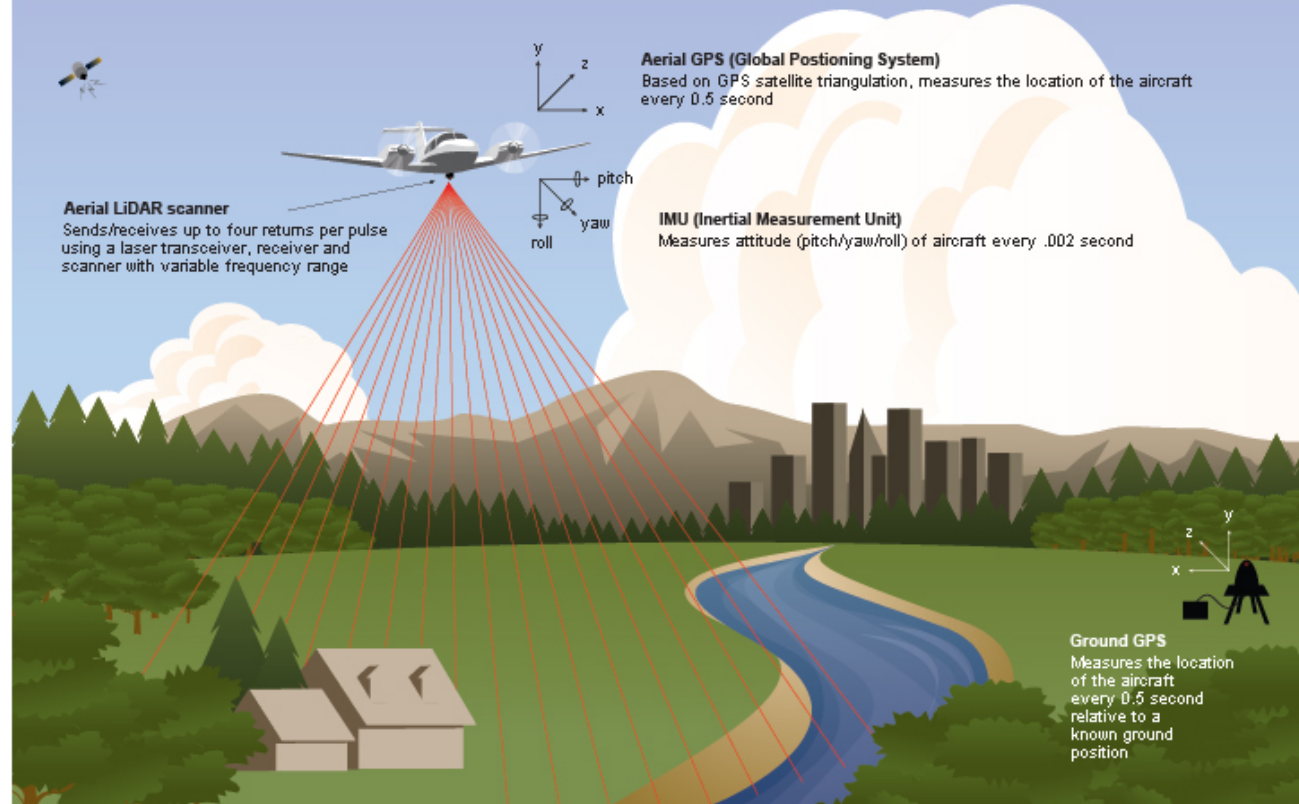 y
z
x
Aerial GPS (Global Postioning System)
Based on GPS satellite triangulation, measures the location of the aircraft
every 0.5 second
pitch
yaw
roll
Aerial LiDAR scanner
Sends/receives up to four returns per pulse
using a laser transceiver, receiver and
scanner with variable frequency range
IMU (Inertial Measurement Unit)
Measures attitude (pitch/yaw/roll) of aircraft every .002 second
y
z
x
Ground GPS
Measures the location
of the aircraft
every 0.5 second
relative to a
known ground
position